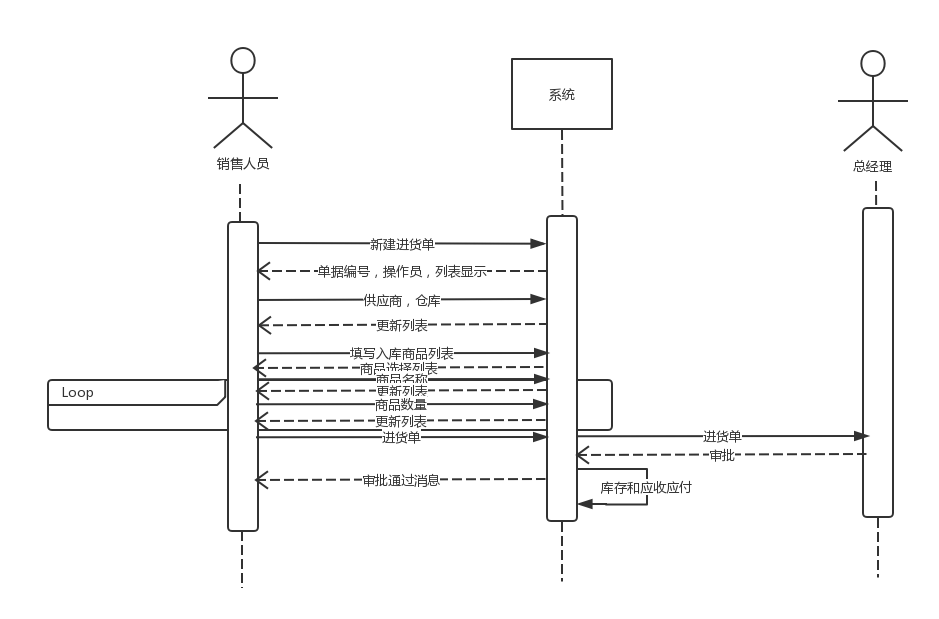 销售人员
系统
总经理
新建进货单
单据编号，操作员，列表显示
供应商，仓库
更新列表
填写入库商品列表
商品选择列表
商品名称
更新列表
Loop
商品数量
更新列表
进货单
进货单
审批
审批通过消息
库存和应收应付